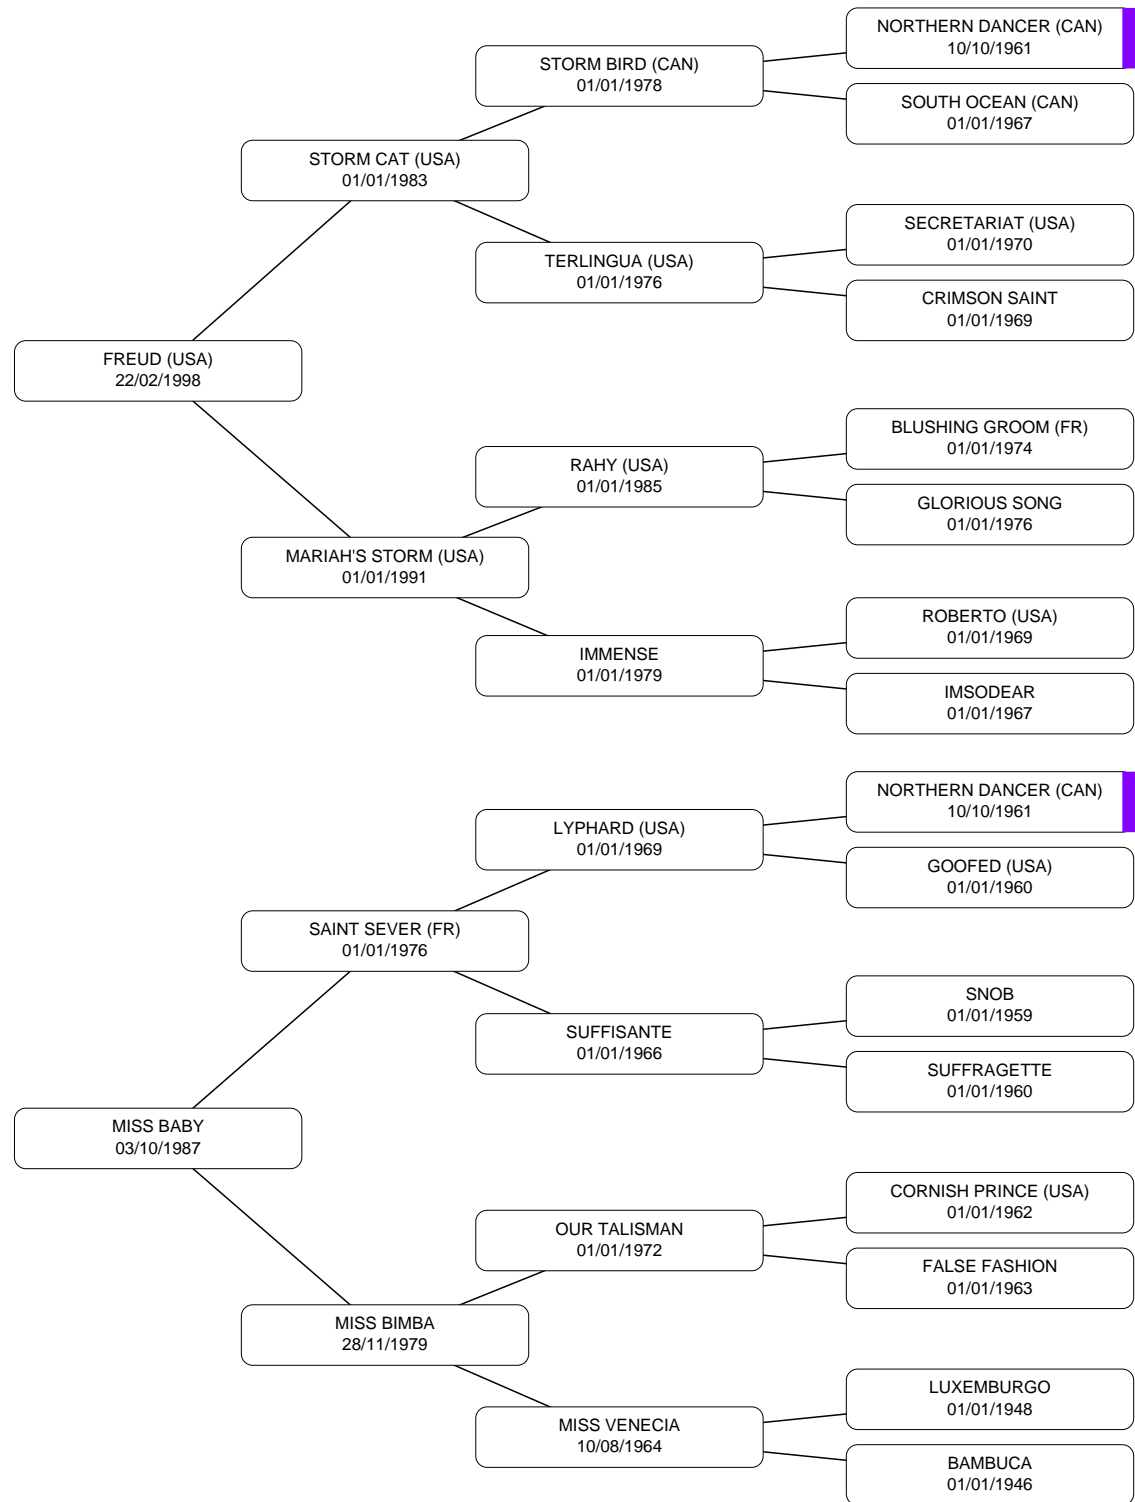 NORTHERN DANCER (CAN)
10/10/1961
STORM BIRD (CAN)
01/01/1978
SOUTH OCEAN (CAN)
01/01/1967
STORM CAT (USA)
01/01/1983
SECRETARIAT (USA)
01/01/1970
TERLINGUA (USA)
01/01/1976
CRIMSON SAINT
01/01/1969
FREUD (USA)
22/02/1998
BLUSHING GROOM (FR)
01/01/1974
RAHY (USA)
01/01/1985
GLORIOUS SONG
01/01/1976
MARIAH'S STORM (USA)
01/01/1991
ROBERTO (USA)
01/01/1969
IMMENSE
01/01/1979
IMSODEAR
01/01/1967
NORTHERN DANCER (CAN)
10/10/1961
LYPHARD (USA)
01/01/1969
GOOFED (USA)
01/01/1960
SAINT SEVER (FR)
01/01/1976
SNOB
01/01/1959
SUFFISANTE
01/01/1966
SUFFRAGETTE
01/01/1960
MISS BABY
03/10/1987
CORNISH PRINCE (USA)
01/01/1962
OUR TALISMAN
01/01/1972
FALSE FASHION
01/01/1963
MISS BIMBA
28/11/1979
LUXEMBURGO
01/01/1948
MISS VENECIA
10/08/1964
BAMBUCA
01/01/1946